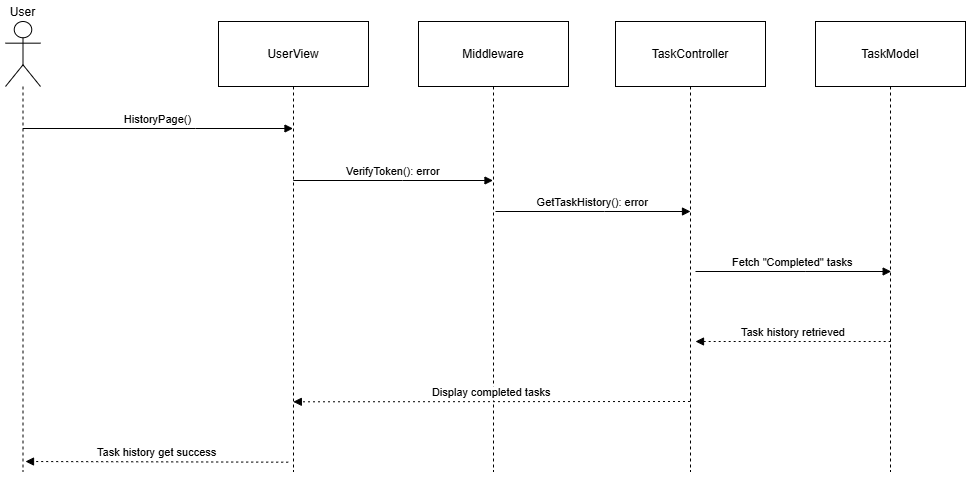 User
UserView
Middleware
TaskController
TaskModel
HistoryPage()
VerifyToken(): error
GetTaskHistory(): error
Fetch "Completed" tasks
Task history retrieved
Display completed tasks
Task history get success